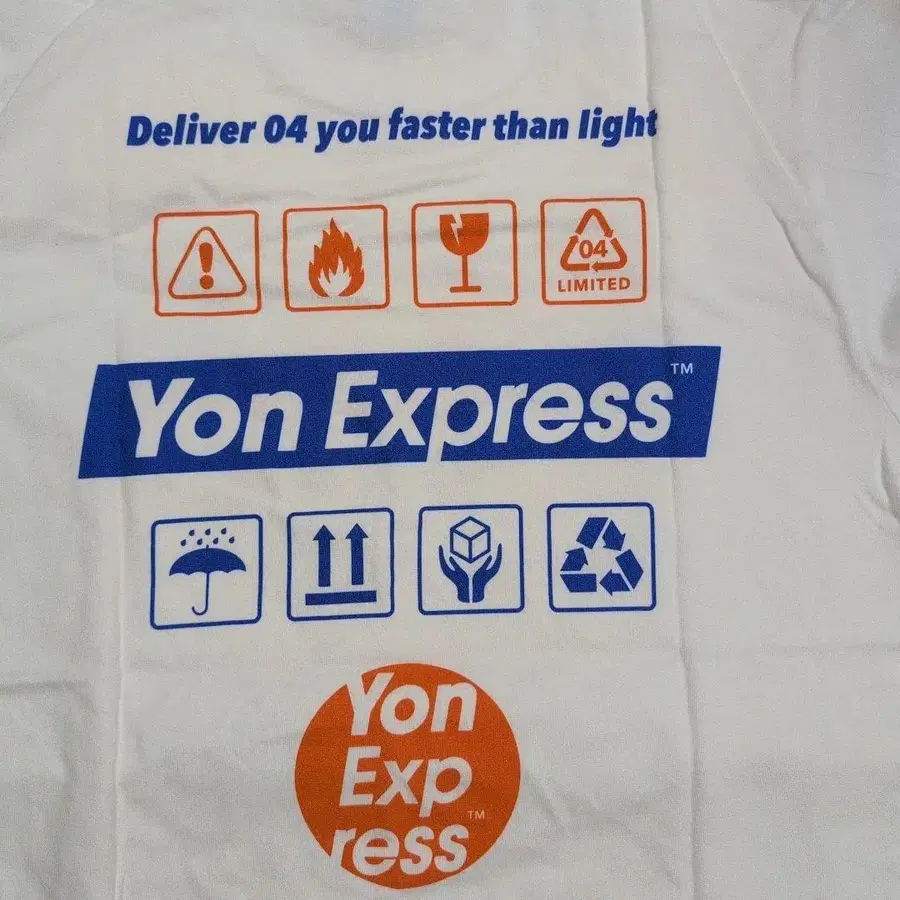 Deliver 04 you faster than light
04
LIMITED
Yon Express™
Yon
Exp
ress™